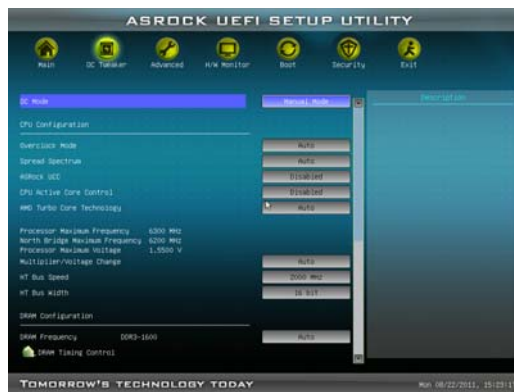 ASROCK UEFI SETUP UTILITY
Main OC Tweaker Advanced H/W Monitor Boot Security Exit
OC Mode Manual Mode
Description
CPU Configuration
Overclock Mode Auto
Spread Spectrum Auto
ASRock UCC Disabled
CPU Active Core Control Disabled
AMD Turbo Core Technology Auto
Processor Maximum Frequency 6300 MHz
North Bridge Maximum Frequency 6200 MHz
Processor Maximum Voltage 1.5500 V
Multiplier/Voltage Change Auto
HT Bus Speed 2000 MHz
HT Bus Width 16 bit
DRAM Configuration
DRAM Frequency DDR3-1600 Auto
DRAM Timing Control
TOMORROW'S TECHNOLOGY TODAY
Mon 08/22/2011,